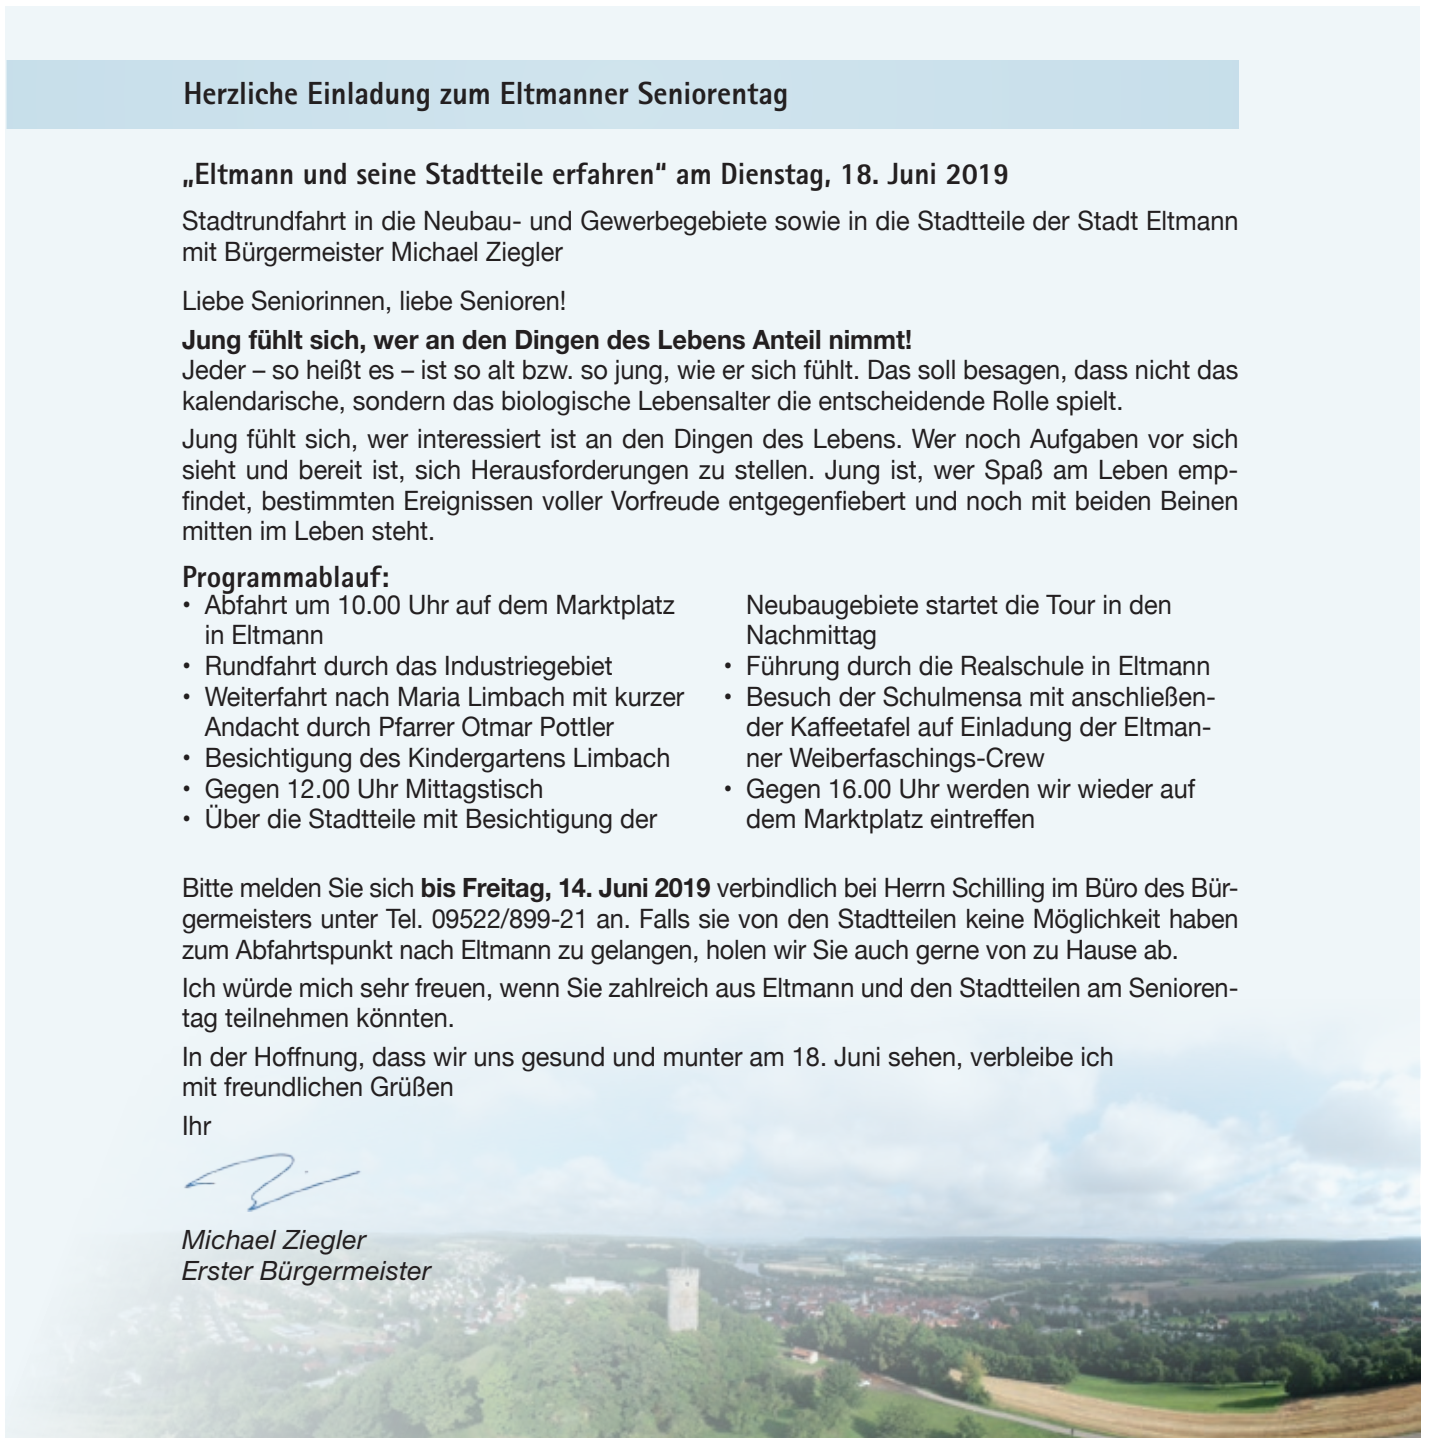 Herzliche Einladung zum Eltmanner Seniorentag
„Eltmann und seine Stadtteile erfahren“ am Dienstag, 18. Juni 2019
Stadtrundfahrt in die Neubau- und Gewerbegebiete sowie in die Stadtteile der Stadt Eltmann
mit Bürgermeister Michael Ziegler
Liebe Seniorinnen, liebe Senioren!
Jung fühlt sich, wer an den Dingen des Lebens Anteil nimmt!
Jeder – so heißt es – ist so alt bzw. so jung, wie er sich fühlt. Das soll besagen, dass nicht das
kalendarische, sondern das biologische Lebensalter die entscheidende Rolle spielt.
Jung fühlt sich, wer interessiert ist an den Dingen des Lebens. Wer noch Aufgaben vor sich
sieht und bereit ist, sich Herausforderungen zu stellen. Jung ist, wer Spaß am Leben emp-
findet, bestimmten Ereignissen voller Vorfreude entgegenfiebert und noch mit beiden Beinen
mitten im Leben steht.
Programmablauf:
• Abfahrt um 10.00 Uhr auf dem Marktplatz
in Eltmann
• Rundfahrt durch das Industriegebiet
• Weiterfahrt nach Maria Limbach mit kurzer
Andacht durch Pfarrer Otmar Pottler
• Besichtigung des Kindergartens Limbach
• Gegen 12.00 Uhr Mittagstisch
• Über die Stadtteile mit Besichtigung der
Neubaugebiete startet die Tour in den
Nachmittag
• Führung durch die Realschule in Eltmann
• Besuch der Schulmensa mit anschließen-
der Kaffeetafel auf Einladung der Eltman-
ner Weiberfaschings-Crew
• Gegen 16.00 Uhr werden wir wieder auf
dem Marktplatz eintreffen
Bitte melden Sie sich bis Freitag, 14. Juni 2019 verbindlich bei Herrn Schilling im Büro des Bür-
germeisters unter Tel. 09522/899-21 an. Falls sie von den Stadtteilen keine Möglichkeit haben
zum Abfahrtspunkt nach Eltmann zu gelangen, holen wir Sie auch gerne von zu Hause ab.
Ich würde mich sehr freuen, wenn Sie zahlreich aus Eltmann und den Stadtteilen am Senioren-
tag teilnehmen könnten.
In der Hoffnung, dass wir uns gesund und munter am 18. Juni sehen, verbleibe ich
mit freundlichen Grüßen
Ihr
Michael Ziegler
Erster Bürgermeister